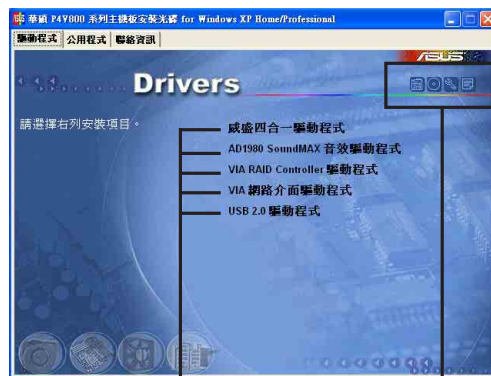 華碩 P4V800 系列主機板安裝光碟 for Windows XP Home/Professional
驅動程式 公用程式 聯絡資訊
ASUS
Drivers
請選擇右列安裝項目。
威盛四合一驅動程式
AD1980 SoundMAX 音效驅動程式
VIA RAID Controller 驅動程式
VIA 網路介面驅動程式
USB 2.0 驅動程式